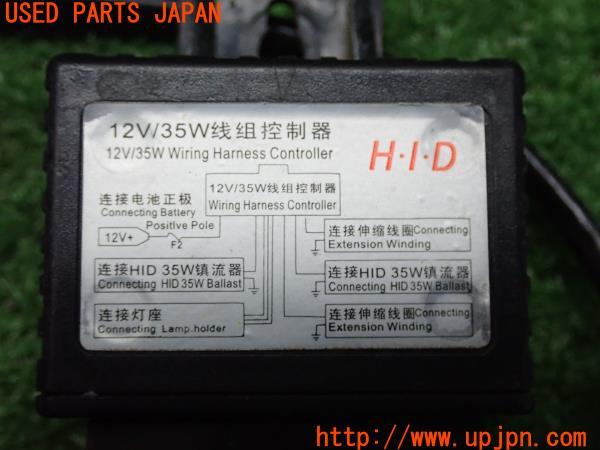 USED PARTS JAPAN
12V/35W线组控制器
12V/35W Wiring Harness Controller
H·I·D
12V/35W线组控制器
Wiring Harness Controller
连接电池正极
Connecting Battery
Positive Pole
12V+
F2
连接伸缩线圈Connecting
Extension Winding
连接HID 35W镇流器
Connecting HID 35W Ballast
连接HID 35W镇流器
Connecting HID 35W Ballast
连接灯座
Connecting Lamp.holder
连接伸缩线圈Connecting
Extension Winding
http://www.upjpn.com/